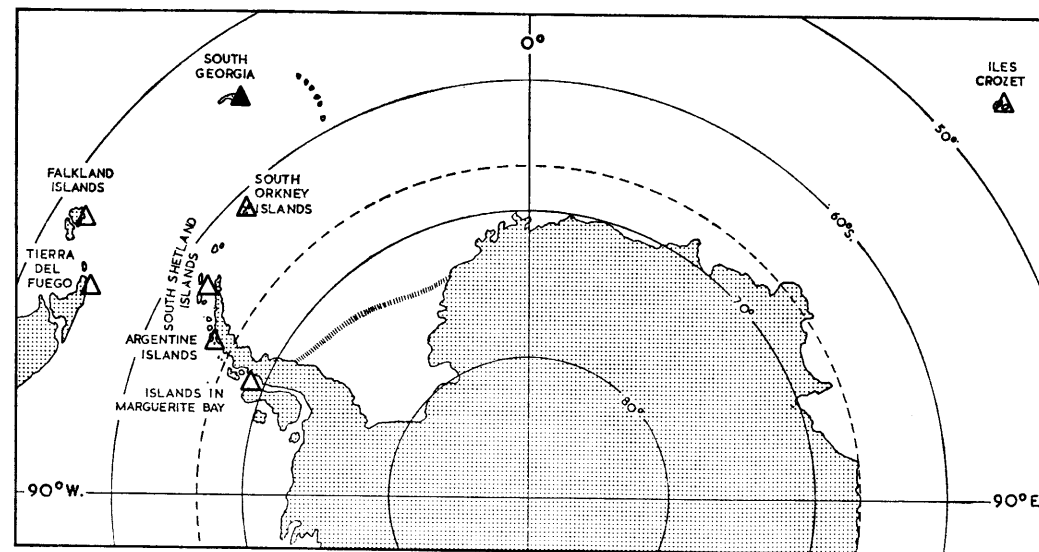 0°
SOUTH
GEORGIA
ILES
CROZET
50°
FALKLAND
ISLANDS
SOUTH
ORKNEY
ISLANDS
60°S.
TIERRA
DEL
FUEGO
SOUTH SHETLAND
ISLANDS
70°
ARGENTINE
ISLANDS
ISLANDS IN
MARGUERITE BAY
80°
90°W.
90°E